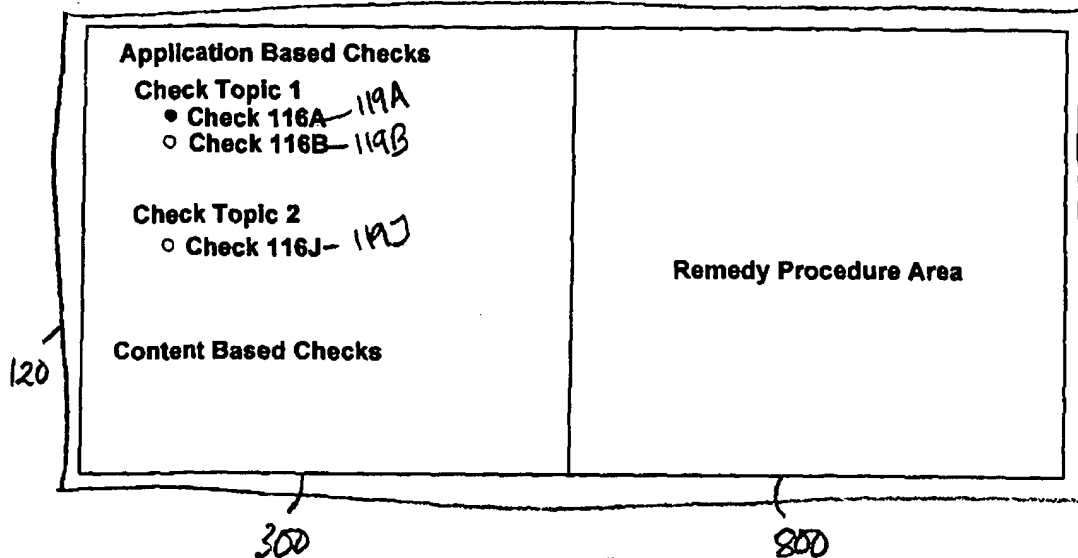 Application Based Checks
Check Topic 1
● Check 116A 119A
○ Check 116B 119B
Check Topic 2
○ Check 116J 119J
Remedy Procedure Area
Content Based Checks
120
300
800